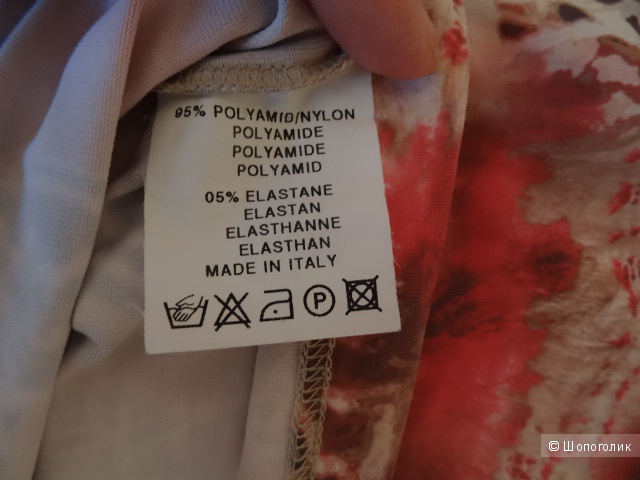 95% POLYAMID/NYLON
POLYAMIDE
POLYAMIDE
POLYAMID
05% ELASTANE
ELASTAN
ELASTHANNE
ELASTHAN
MADE IN ITALY
P
© Шопоголик